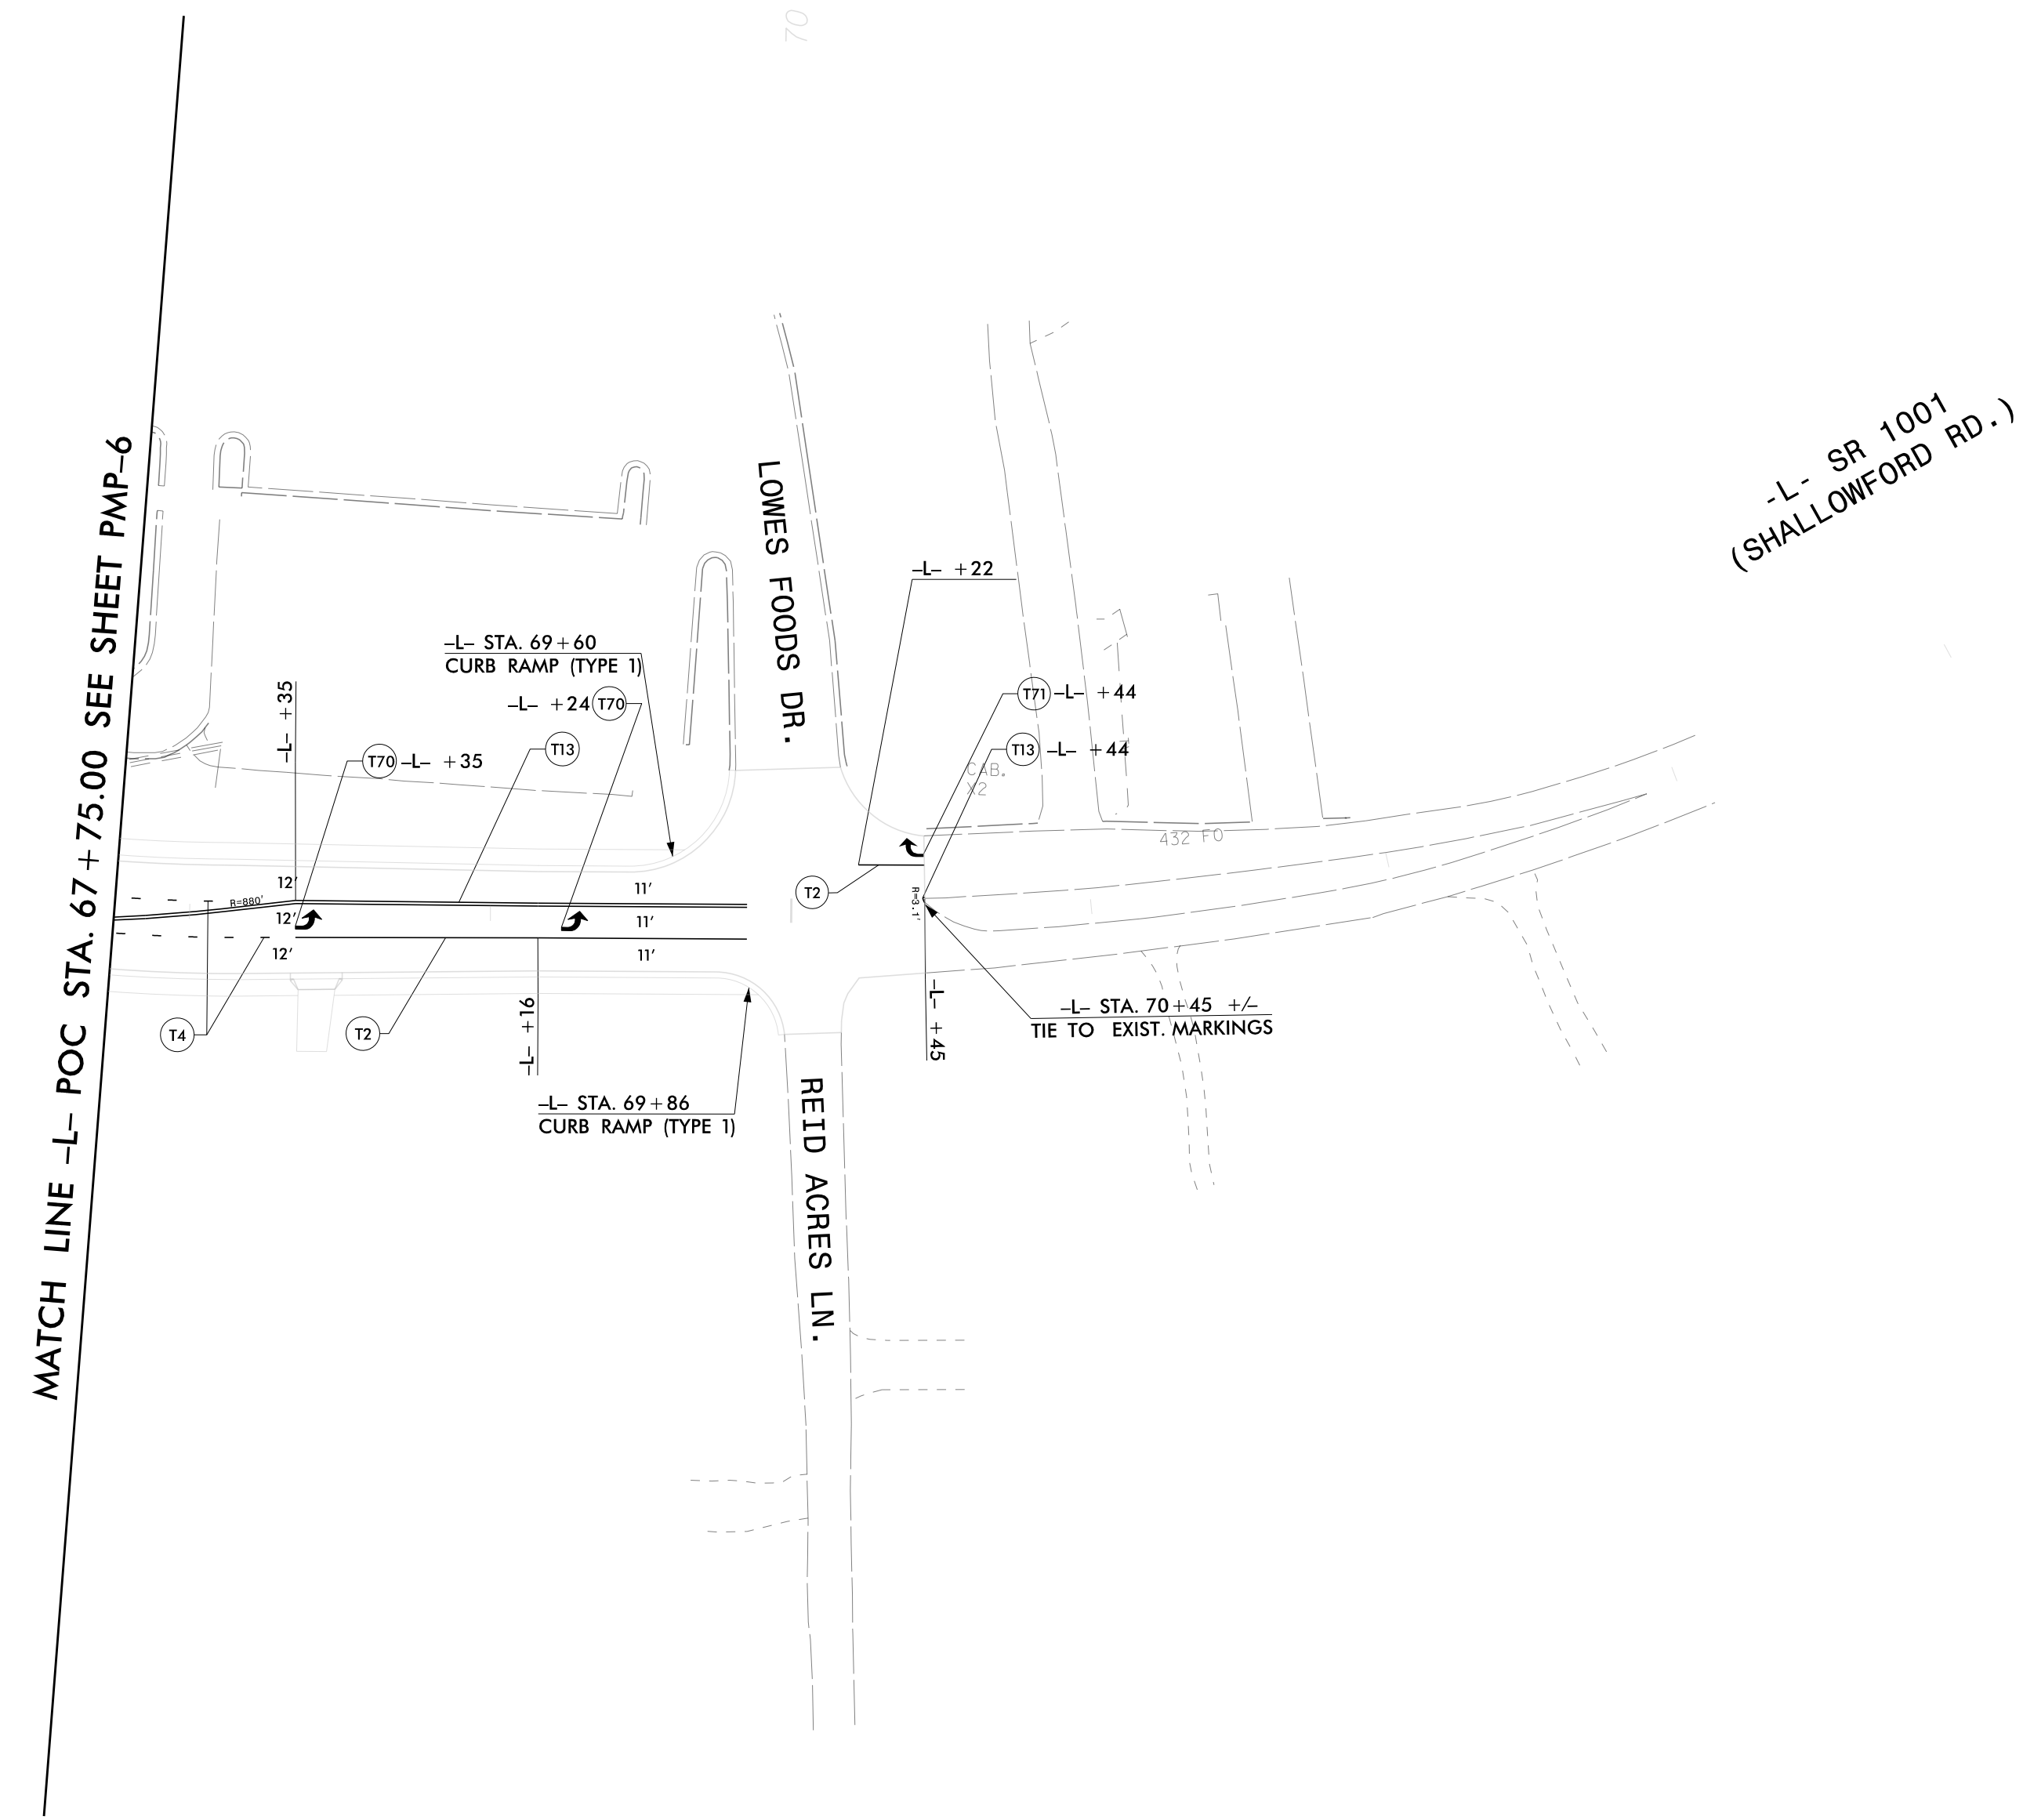 70
MATCH LINE –L– POC STA. 67+75.00 SEE SHEET PMP–6
-L- SR 1001
(SHALLOWFORD RD.)
LOWES FOODS DR.
–L– +22
–L– STA. 69+60
CURB RAMP (TYPE 1)
–L– +24 T70
–L– +35
T70 –L– +35
T13
T71 –L– +44
T13 –L– +44
CAB.
X2
432 FO
12'
R=880'
12'
12'
11'
11'
11'
T2
R=3.1'
T4
T2
–L– +16
–L– +45
–L– STA. 70+45 +/–
TIE TO EXIST. MARKINGS
–L– STA. 69+86
CURB RAMP (TYPE 1)
REID ACRES LN.